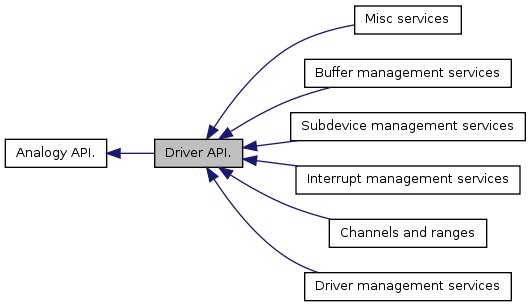 Misc services
Buffer management services
Subdevice management services
Analogy API.
Driver API.
Interrupt management services
Channels and ranges
Driver management services